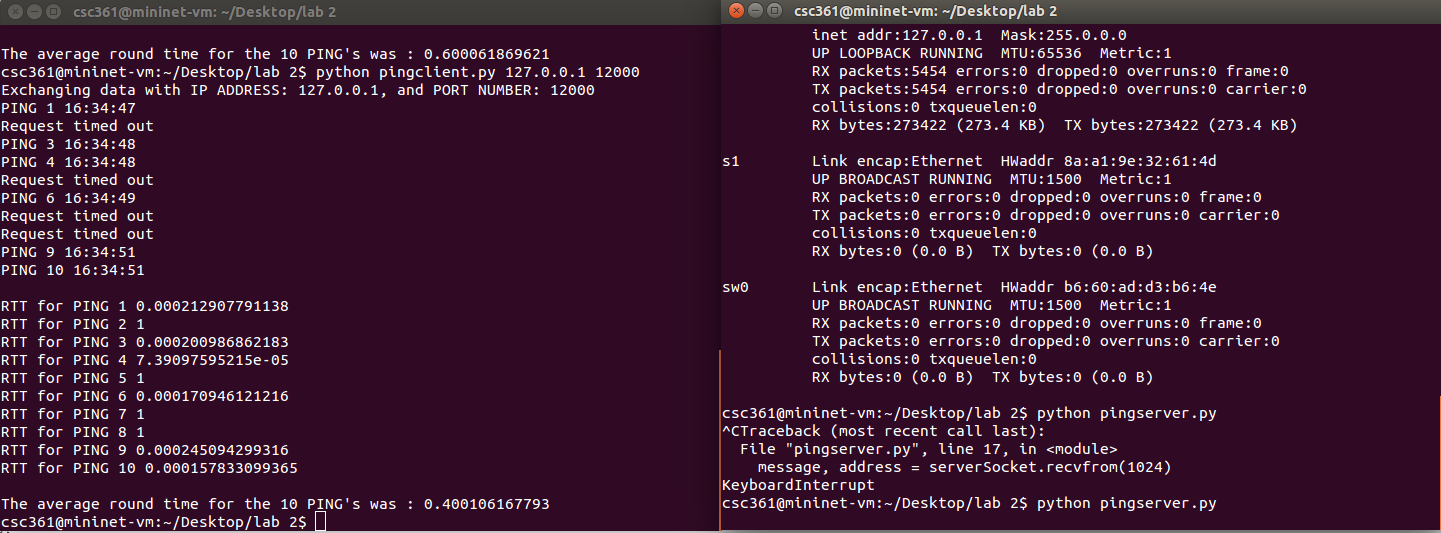 csc361@mininet-vm: ~/Desktop/lab 2
The average round time for the 10 PING's was : 0.600061869621
csc361@mininet-vm:~/Desktop/lab 2$ python pingclient.py 127.0.0.1 12000
Exchanging data with IP ADDRESS: 127.0.0.1, and PORT NUMBER: 12000
PING 1 16:34:47
Request timed out
PING 3 16:34:48
PING 4 16:34:48
Request timed out
PING 6 16:34:49
Request timed out
Request timed out
PING 9 16:34:51
PING 10 16:34:51
RTT for PING 1 0.000212907791138
RTT for PING 2 1
RTT for PING 3 0.000200986862183
RTT for PING 4 7.39097595215e-05
RTT for PING 5 1
RTT for PING 6 0.000170946121216
RTT for PING 7 1
RTT for PING 8 1
RTT for PING 9 0.000245094299316
RTT for PING 10 0.000157833099365
The average round time for the 10 PING's was : 0.400106167793
csc361@mininet-vm:~/Desktop/lab 2$
csc361@mininet-vm: ~/Desktop/lab 2
inet addr:127.0.0.1  Mask:255.0.0.0
UP LOOPBACK RUNNING  MTU:65536  Metric:1
RX packets:5454 errors:0 dropped:0 overruns:0 frame:0
TX packets:5454 errors:0 dropped:0 overruns:0 carrier:0
collisions:0 txqueuelen:0
RX bytes:273422 (273.4 KB)  TX bytes:273422 (273.4 KB)
s1        Link encap:Ethernet  HWaddr 8a:a1:9e:32:61:4d
UP BROADCAST RUNNING  MTU:1500  Metric:1
RX packets:0 errors:0 dropped:0 overruns:0 frame:0
TX packets:0 errors:0 dropped:0 overruns:0 carrier:0
collisions:0 txqueuelen:0
RX bytes:0 (0.0 B)  TX bytes:0 (0.0 B)
sw0       Link encap:Ethernet  HWaddr b6:60:ad:d3:b6:4e
UP BROADCAST RUNNING  MTU:1500  Metric:1
RX packets:0 errors:0 dropped:0 overruns:0 frame:0
TX packets:0 errors:0 dropped:0 overruns:0 carrier:0
collisions:0 txqueuelen:0
RX bytes:0 (0.0 B)  TX bytes:0 (0.0 B)
csc361@mininet-vm:~/Desktop/lab 2$ python pingserver.py
^CTraceback (most recent call last):
File "pingserver.py", line 17, in <module>
message, address = serverSocket.recvfrom(1024)
KeyboardInterrupt
csc361@mininet-vm:~/Desktop/lab 2$ python pingserver.py